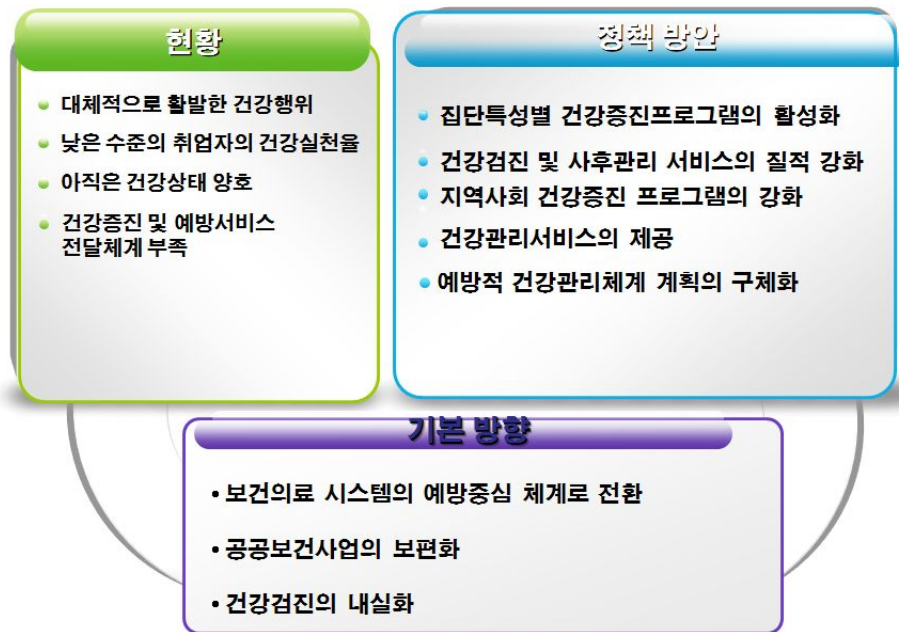 현황
• 대체적으로 활발한 건강행위
• 낮은 수준의 취업자의 건강실천율
• 아직은 건강상태 양호
• 건강증진 및 예방서비스
전달체계 부족
정책 방안
• 집단특성별 건강증진프로그램의 활성화
• 건강검진 및 사후관리 서비스의 질적 강화
• 지역사회 건강증진 프로그램의 강화
• 건강관리서비스의 제공
• 예방적 건강관리체계 계획의 구체화
기본 방향
• 보건의료 시스템의 예방중심 체계로 전환
• 공공보건사업의 보편화
• 건강검진의 내실화